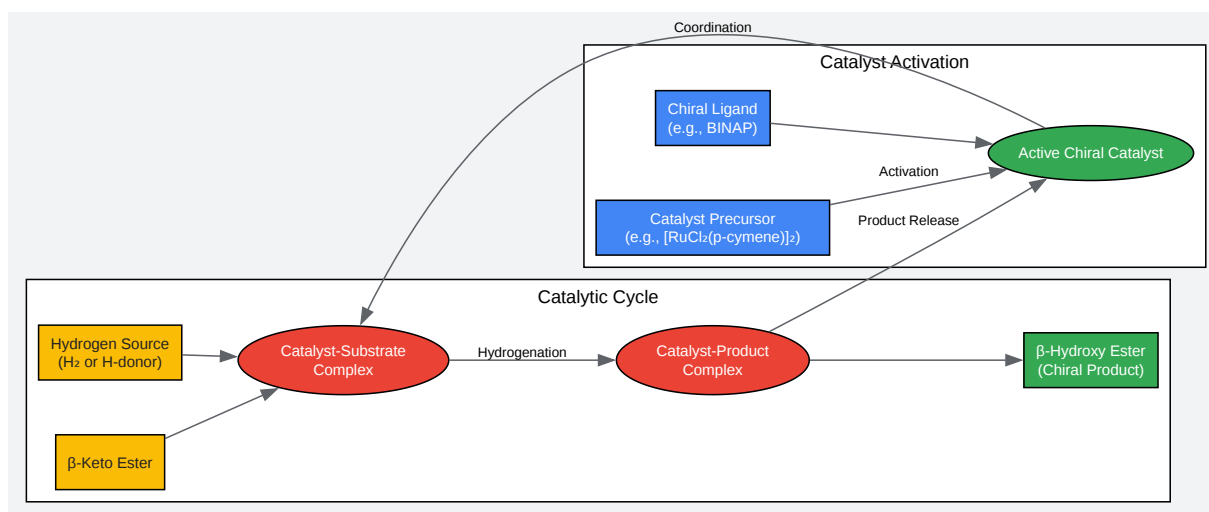 Coordination
Catalyst Activation
Chiral Ligand
(e.g., BINAP)
Active Chiral Catalyst
Activation
Catalyst Precursor
(e.g., [RuCl₂(p-cymene)]₂)
Product Release
Catalytic Cycle
Hydrogen Source
(H₂ or H-donor)
Catalyst-Substrate
Complex
Hydrogenation
Catalyst-Product
Complex
β-Hydroxy Ester
(Chiral Product)
β-Keto Ester